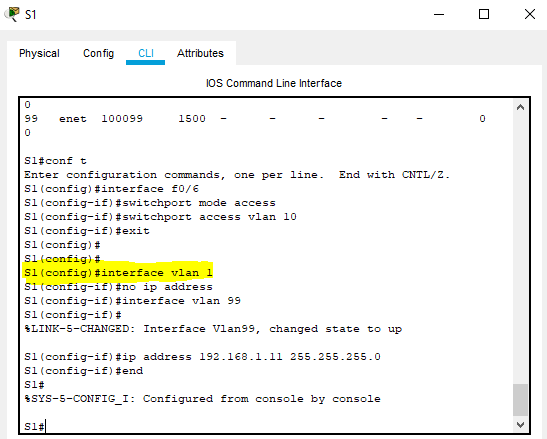 S1
Physical Config CLI Attributes
IOS Command Line Interface
0
99 enet 100099 1500 - - - - - 0
0
S1#conf t
Enter configuration commands, one per line. End with CNTL/Z.
S1(config)#interface f0/6
S1(config-if)#switchport mode access
S1(config-if)#switchport access vlan 10
S1(config-if)#exit
S1(config)#
S1(config)#
S1(config)#interface vlan 1
S1(config-if)#no ip address
S1(config-if)#interface vlan 99
S1(config-if)#
%LINK-5-CHANGED: Interface Vlan99, changed state to up
S1(config-if)#ip address 192.168.1.11 255.255.255.0
S1(config-if)#end
S1#
%SYS-5-CONFIG_I: Configured from console by console
S1#